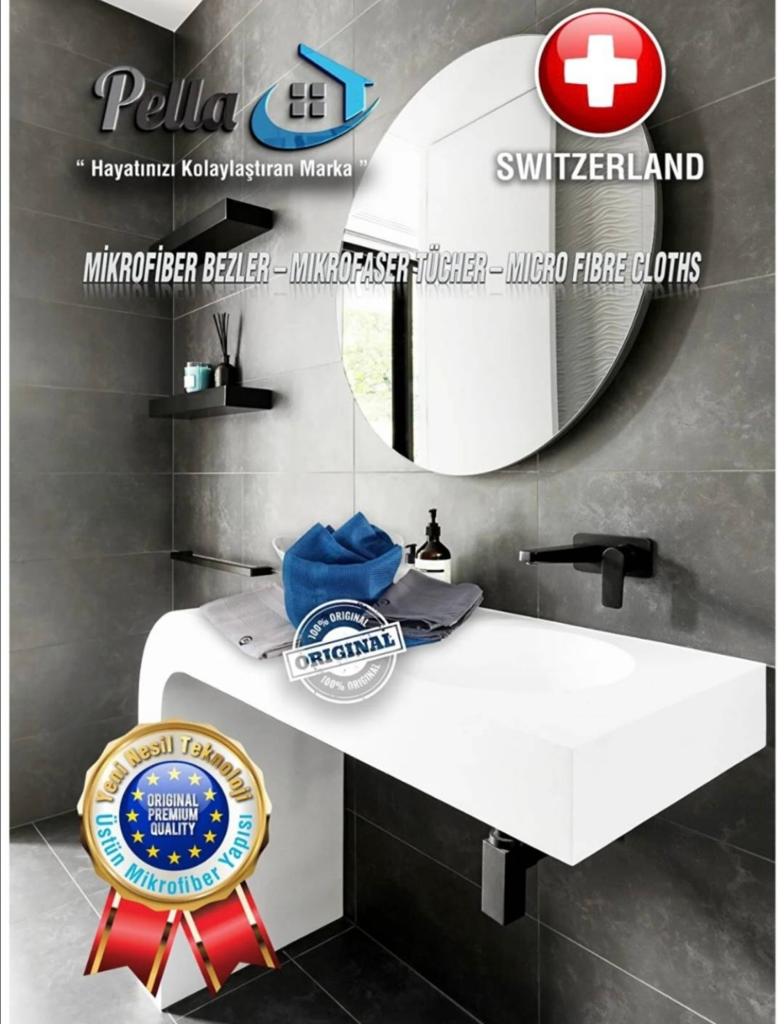 Pella
“ Hayatınızı Kolaylaştıran Marka ”
SWITZERLAND
MİKROFİBER BEZLER – MIKROFASER TÜCHER – MICRO FIBRE CLOTHS
100% ORIGINAL
ORIGINAL
100% ORIGINAL
Yeni Nesil Teknoloji
ORIGINAL
PREMIUM
QUALITY
Üstün Mikrofiber Yapısı